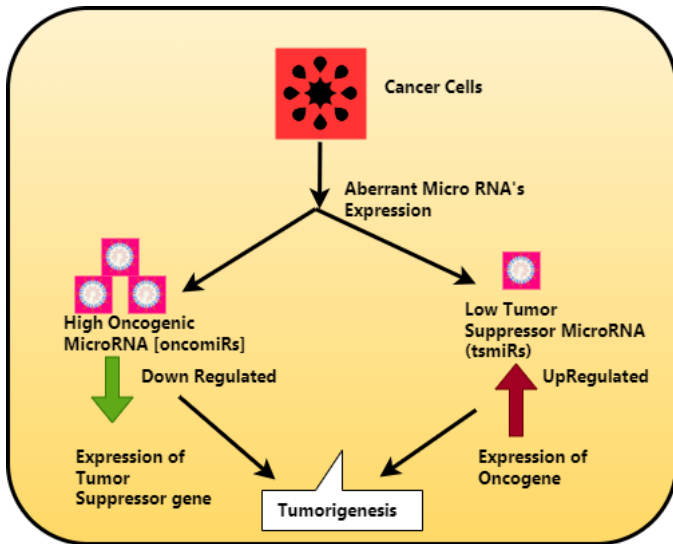 Cancer Cells
Aberrant Micro RNA's
Expression
High Oncogenic
MicroRNA [oncomiRs]
Low Tumor
Suppressor MicroRNA
(tsmiRs)
Down Regulated
UpRegulated
Expression of
Tumor
Suppressor gene
Expression of
Oncogene
Tumorigenesis